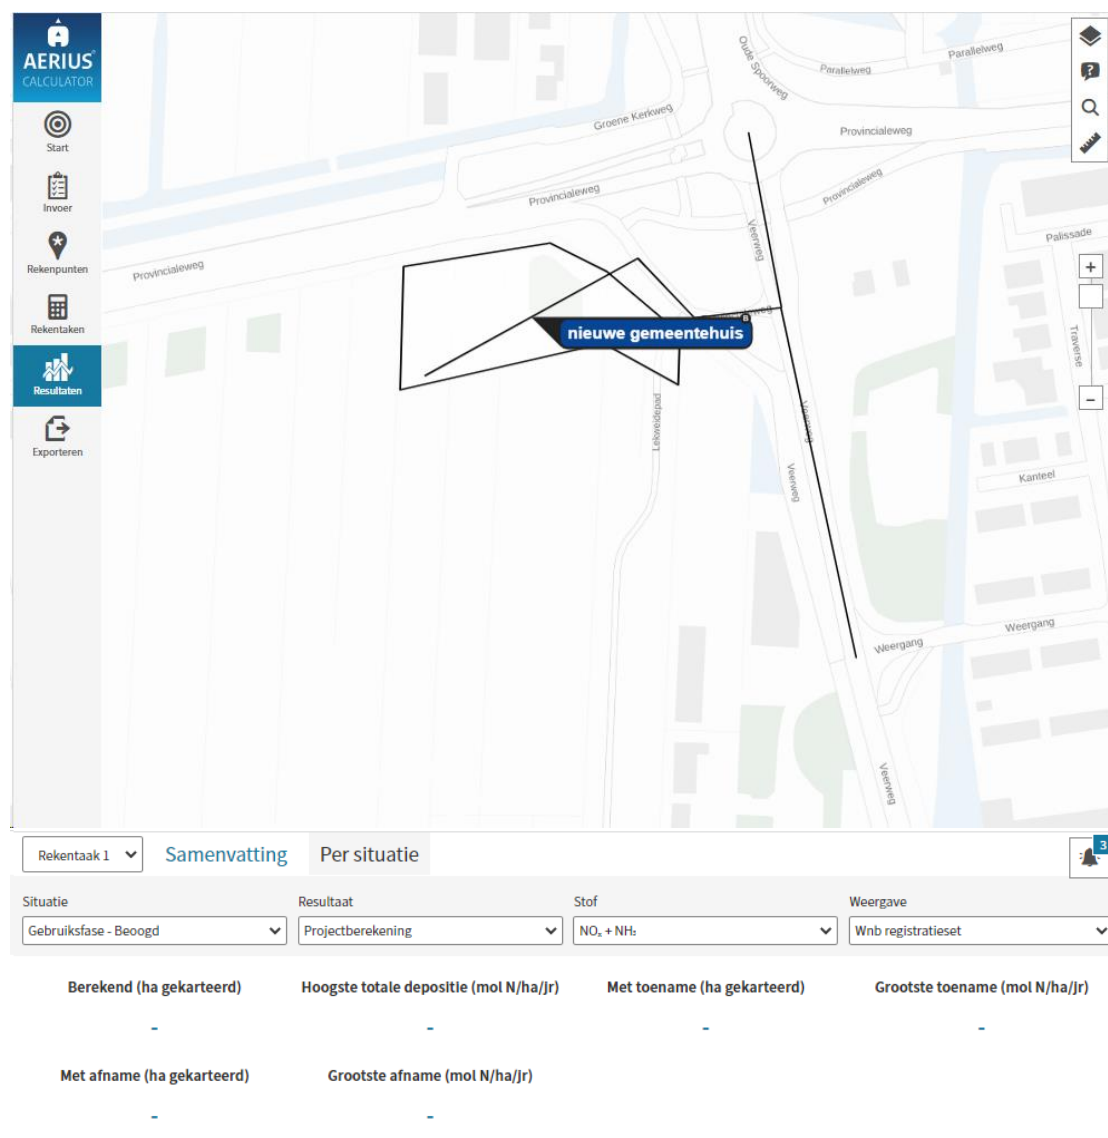 AERIUS
CALCULATOR
Start
Invoer
Rekenpunten
Rekentaken
Resultaten
Exporteren
Oude Spoorweg
Parallelweg
Parallelweg
Groene Kerkweg
Provincialeweg
Provincialeweg
Provincialeweg
Provincialeweg
Veerweg
Palissade
nieuwe gemeentehuis
Traverse
Lekweidepad
Veerweg
Veerweg
Kanteel
Weergang
Weergang
Veerweg
+
-
Rekentaak 1
Samenvatting
Per situatie
3
Situatie
Resultaat
Stof
Weergave
Gebruiksfase - Beoogd
Projectberekening
NOₓ + NH₃
Wnb registratieset
Berekend (ha gekarteerd)
Hoogste totale depositie (mol N/ha/jr)
Met toename (ha gekarteerd)
Grootste toename (mol N/ha/jr)
-
-
-
-
Met afname (ha gekarteerd)
Grootste afname (mol N/ha/jr)
-
-